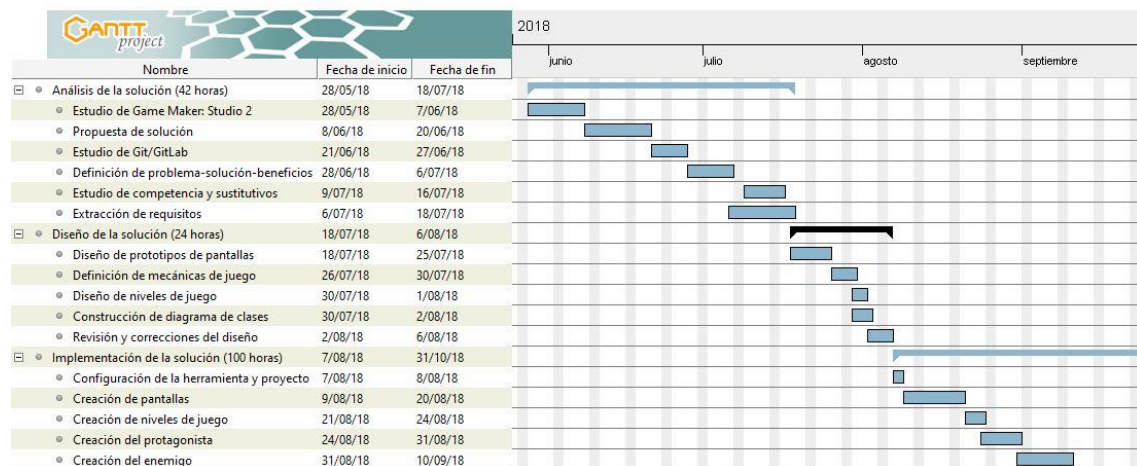 GANTT project
2018
junio julio agosto septiembre
Nombre Fecha de inicio Fecha de fin
Análisis de la solución (42 horas) 28/05/18 18/07/18
Estudio de Game Maker: Studio 2 28/05/18 7/06/18
Propuesta de solución 8/06/18 20/06/18
Estudio de Git/GitLab 21/06/18 27/06/18
Definición de problema-solución-beneficios 28/06/18 6/07/18
Estudio de competencia y sustitutivos 9/07/18 16/07/18
Extracción de requisitos 6/07/18 18/07/18
Diseño de la solución (24 horas) 18/07/18 6/08/18
Diseño de prototipos de pantallas 18/07/18 25/07/18
Definición de mecánicas de juego 26/07/18 30/07/18
Diseño de niveles de juego 30/07/18 1/08/18
Construcción de diagrama de clases 30/07/18 2/08/18
Revisión y correcciones del diseño 2/08/18 6/08/18
Implementación de la solución (100 horas) 7/08/18 31/10/18
Configuración de la herramienta y proyecto 7/08/18 8/08/18
Creación de pantallas 9/08/18 20/08/18
Creación de niveles de juego 21/08/18 24/08/18
Creación del protagonista 24/08/18 31/08/18
Creación del enemigo 31/08/18 10/09/18